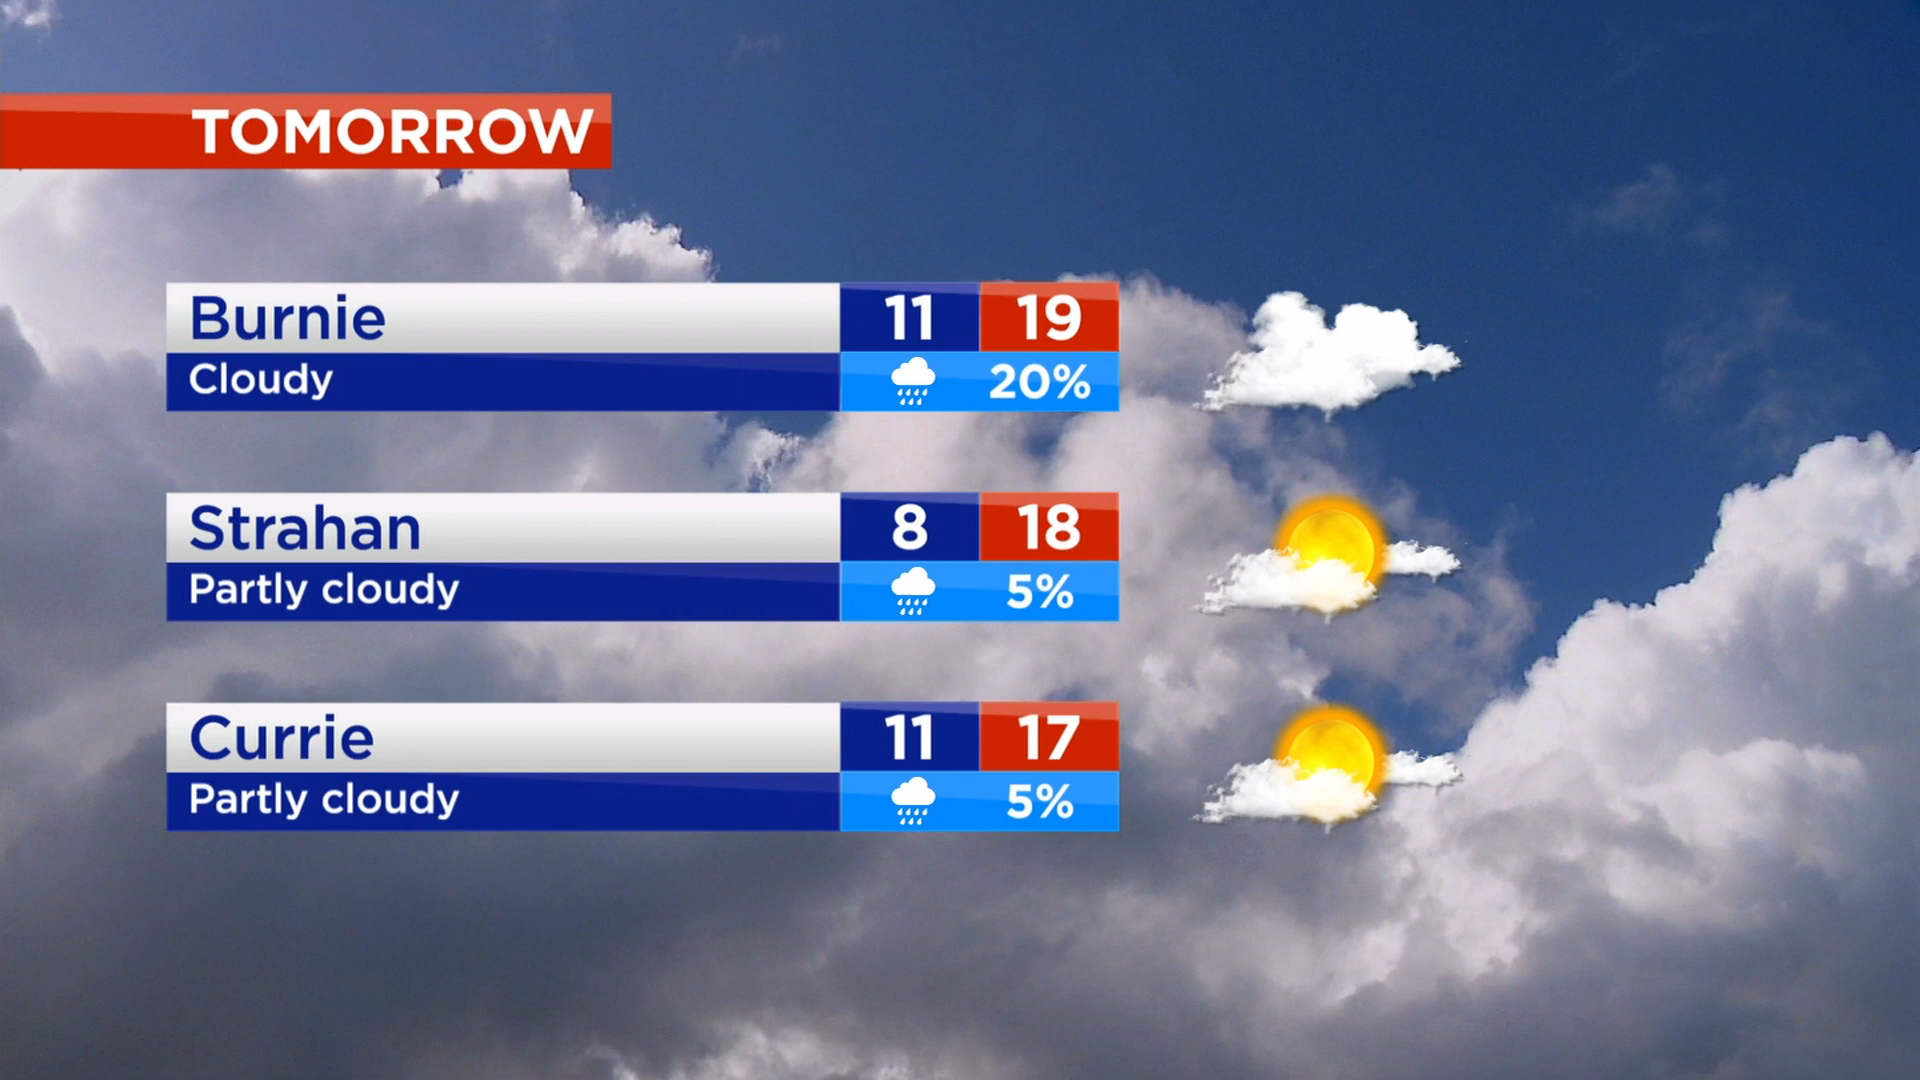 TOMORROW
Burnie 11 19
Cloudy 20%
Strahan 8 18
Partly cloudy 5%
Currie 11 17
Partly cloudy 5%